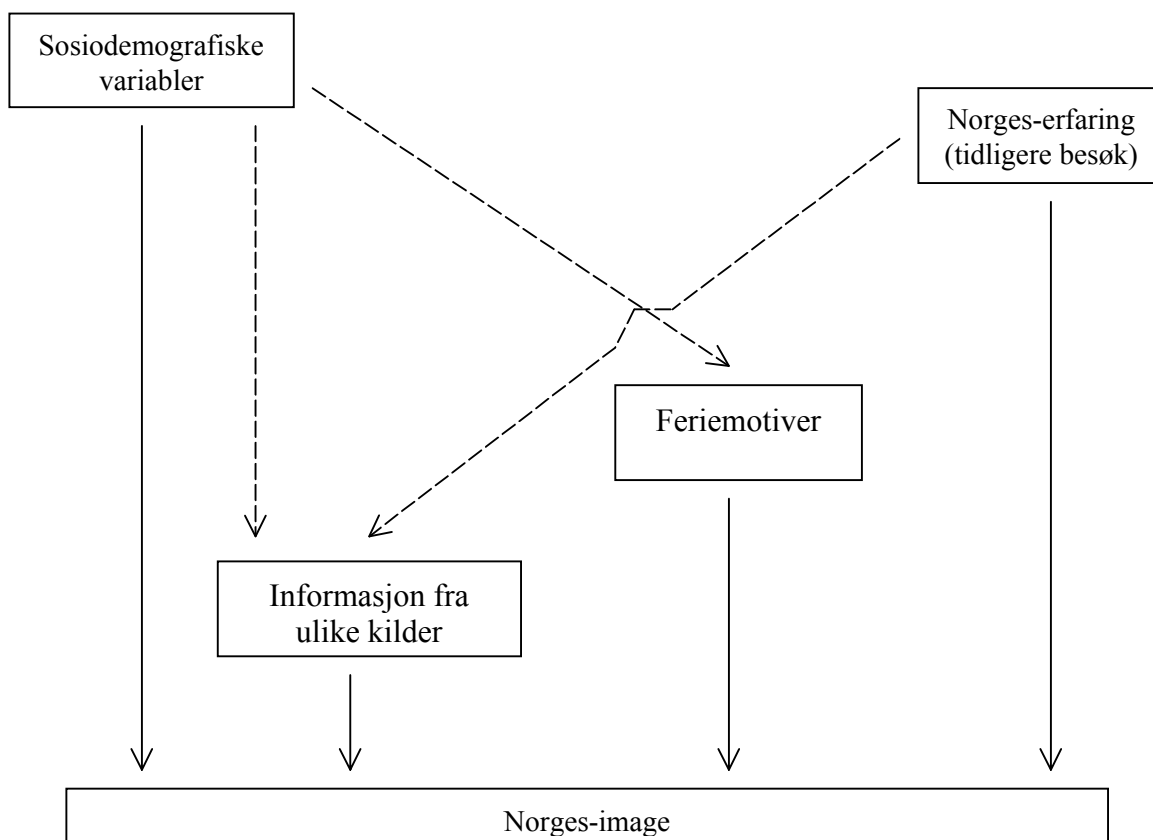 Sosiodemografiske
variabler
Norges-erfaring
(tidligere besøk)
Feriemotiver
Informasjon fra
ulike kilder
Norges-image